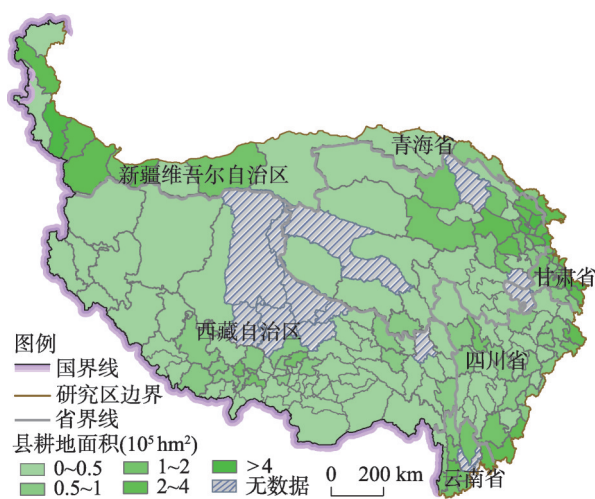 青海省
新疆维吾尔自治区
甘肃省
西藏自治区
四川省
云南省
图例
国界线
研究区边界
省界线
县耕地面积(10⁵ hm²)
0~0.5 1~2 >4
0.5~1 2~4 无数据
0 200 km